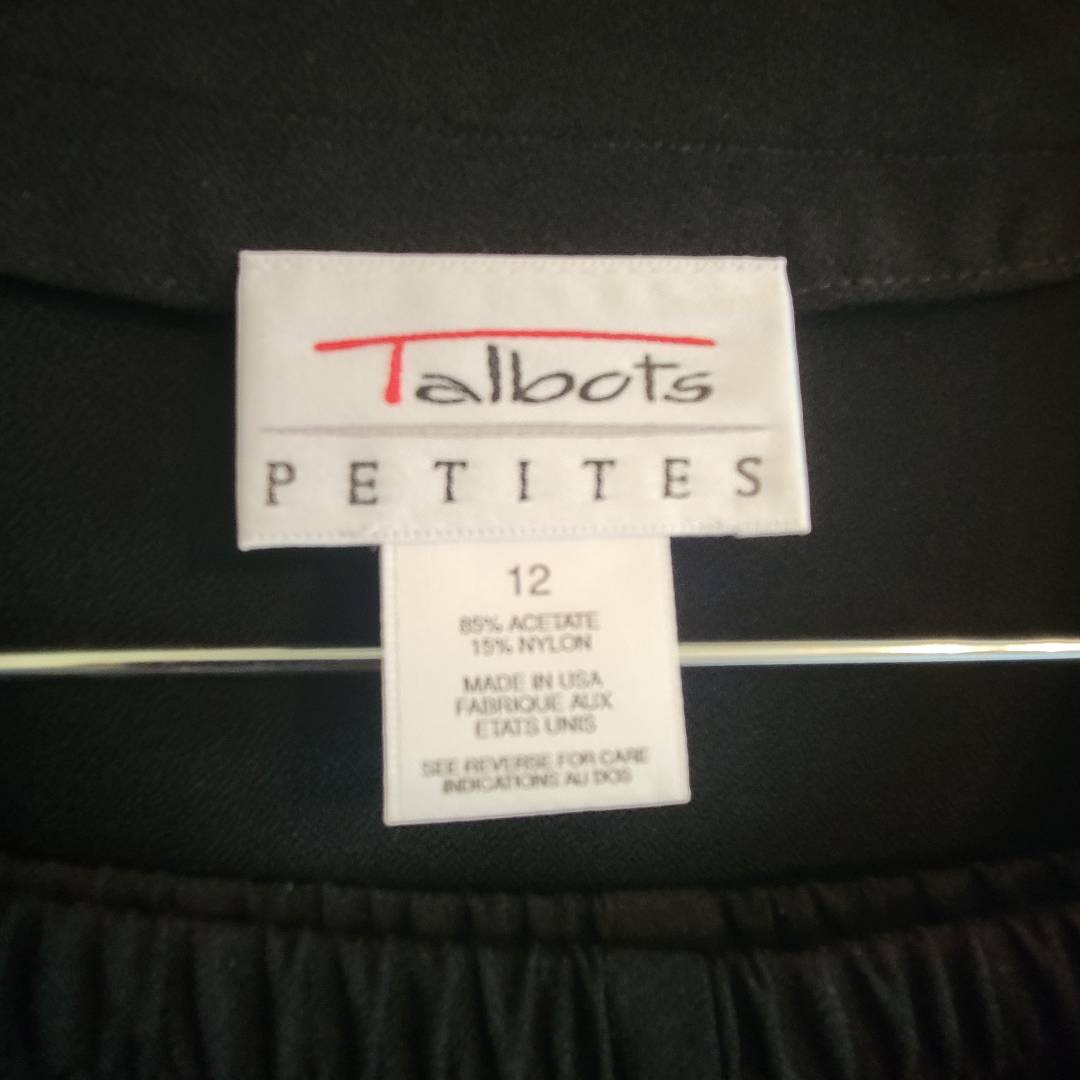 Talbots
PETITES
12
85% ACETATE
15% NYLON
MADE IN USA
FABRIQUE AUX
ETATS UNIS
SEE REVERSE FOR CARE
INDICATIONS AU DOS